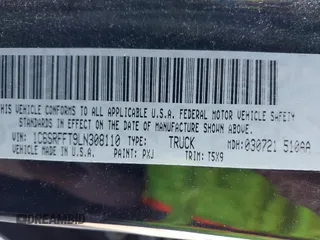 THIS VEHICLE CONFORMS TO ALL APPLICABLE U.S.A. FEDERAL MOTOR VEHICLE SAFETY
STANDARDS IN EFFECT ON THE DATE OF MANUFACTURE SHOWN ABOVE
VIN: 1C6SRFFT9LN308110 TYPE: TRUCK MDH: 030721 510AA
VEHICLE MADE IN U.S.A. PAINT: PXJ TRIM: T5X9
DREAMBID